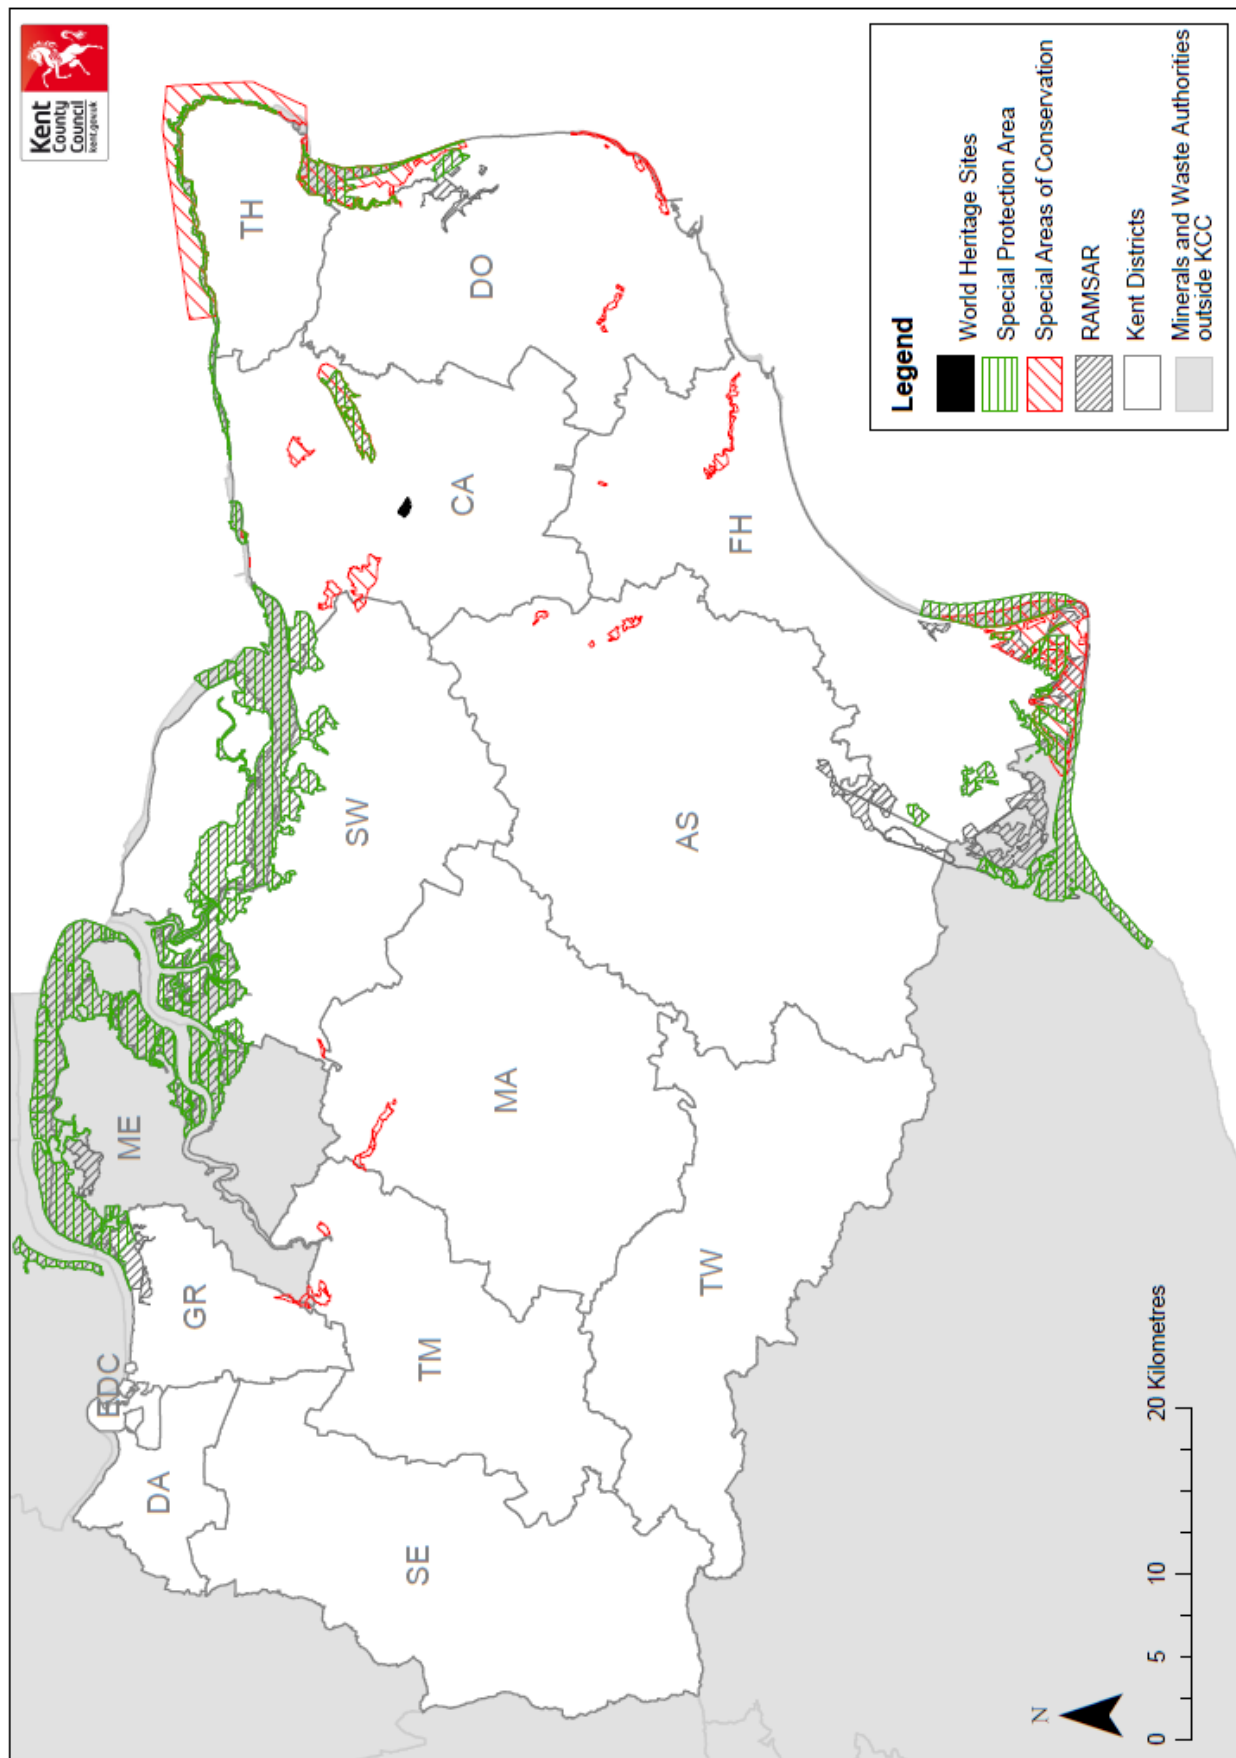 Kent
County
Council
kent.gov.uk
TH
DO
CA
FH
SW
AS
ME
MA
GR
TM
TW
EDC
DA
SE
Legend
World Heritage Sites
Special Protection Area
Special Areas of Conservation
RAMSAR
Kent Districts
Minerals and Waste Authorities
outside KCC
N
0 5 10 20 Kilometres